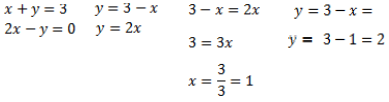 x + y = 3
2x − y = 0
y = 3 − x
y = 2x
3 − x = 2x
3 = 3x
x = 3/3 = 1
y = 3 − x =
y = 3 − 1 = 2